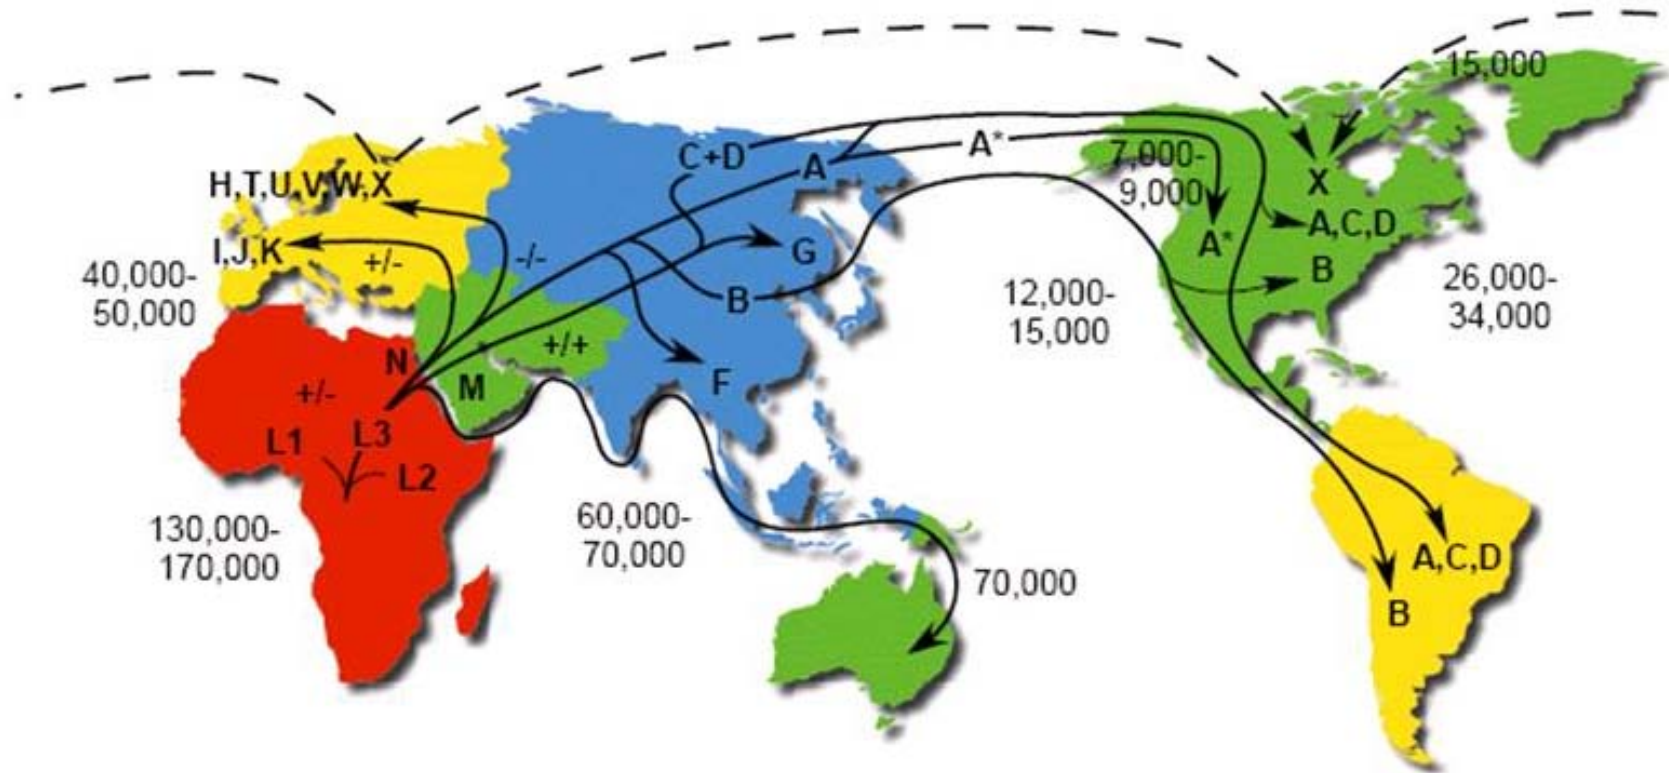 15,000
C+D
A
A*
7,000-
9,000
H,T,U,V,W,X
X
A,C,D
I,J,K
+/-
-/-
G
A*
B
40,000-
50,000
B
12,000-
15,000
26,000-
34,000
N
+/+
M
F
+/-
L1
L3
L2
130,000-
170,000
60,000-
70,000
70,000
A,C,D
B